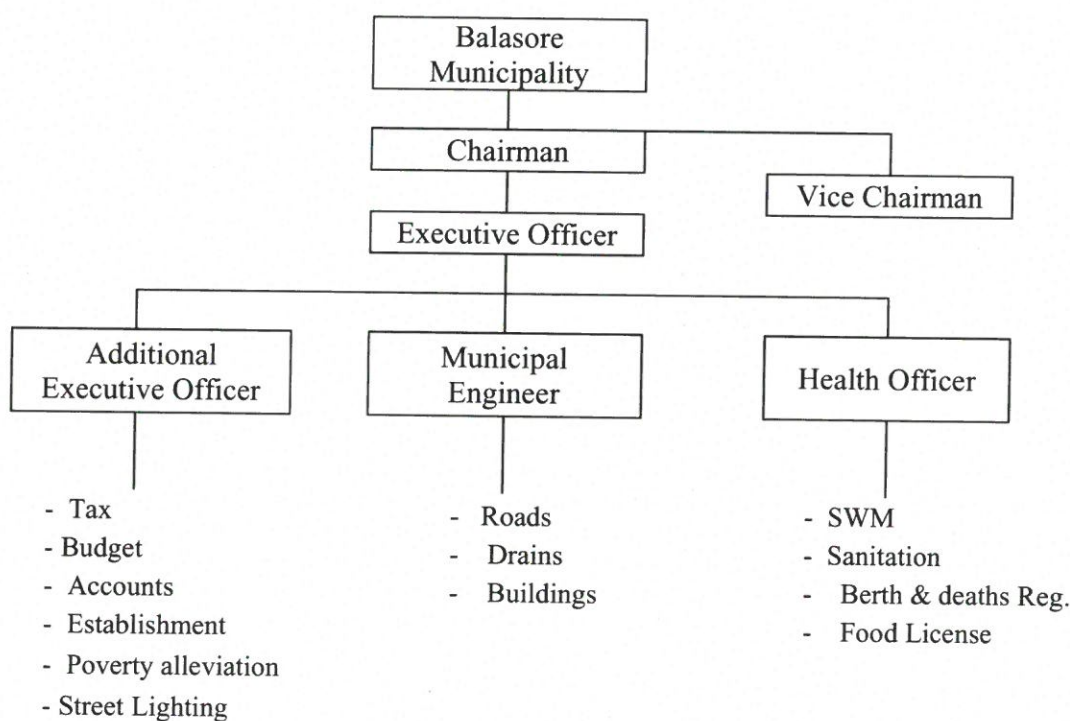 Balasore
Municipality
Chairman
Vice Chairman
Executive Officer
Additional
Executive Officer
Municipal
Engineer
Health Officer
- Tax
- Budget
- Accounts
- Establishment
- Poverty alleviation
- Street Lighting
- Roads
- Drains
- Buildings
- SWM
- Sanitation
- Berth & deaths Reg.
- Food License